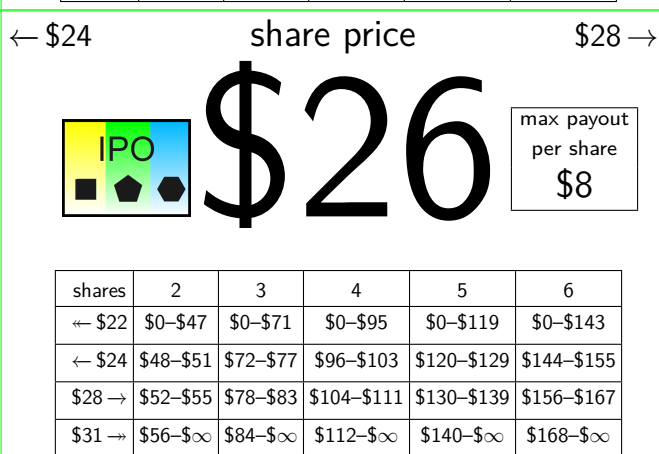 ← $24 share price $28 →
IPO
$26
max payout
per share
$8
shares 2 3 4 5 6
↞ $22 $0–$47 $0–$71 $0–$95 $0–$119 $0–$143
← $24 $48–$51 $72–$77 $96–$103 $120–$129 $144–$155
$28 → $52–$55 $78–$83 $104–$111 $130–$139 $156–$167
$31 ↠ $56–$∞ $84–$∞ $112–$∞ $140–$∞ $168–$∞